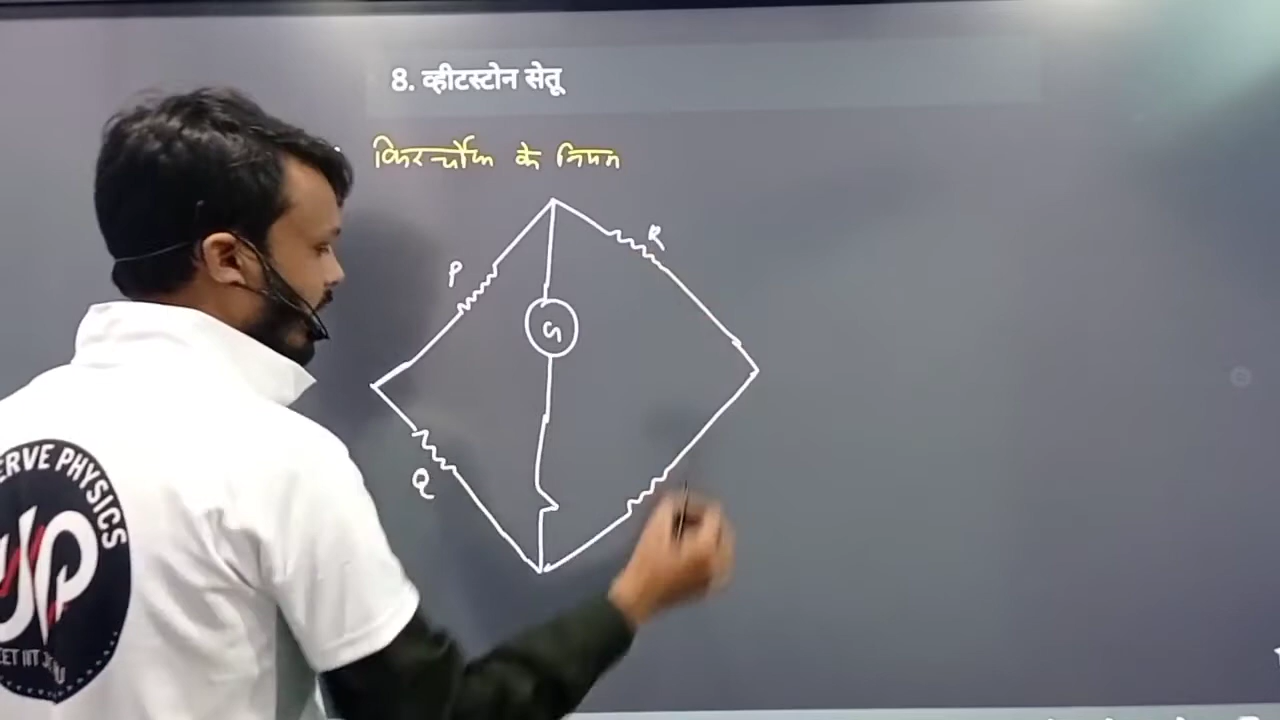 8. व्हीटस्टोन सेतू
किरचॉफ के नियम
P
R
G
Q
ERVE PHYSICS